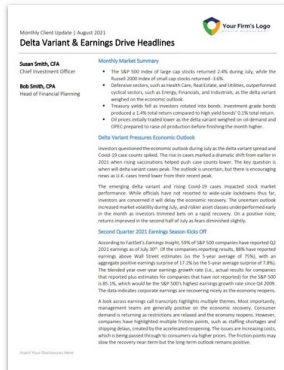 Monthly Client Update | August 2021
Delta Variant & Earnings Drive Headlines
Your Firm's Logo
Susan Smith, CFA
Chief Investment Officer
Bob Smith, CPA
Head of Financial Planning
Monthly Market Summary
The S&P 500 Index of large cap stocks returned 2.4% during July, while the
Russell 2000 Index of small cap stocks returned -3.6%.
Defensive sectors, such as Health Care, Real Estate, and Utilities, outperformed
cyclical sectors, such as Energy, Financials, and Industrials, as the delta variant
weighed on the economic outlook.
Treasury yields fell as investors rotated into bonds. Investment grade bonds
produced a 1.4% total return compared to high yield bonds' 0.1% total return.
Oil prices initially traded lower as the delta variant weighed on oil demand and
OPEC prepared to raise oil production before finishing the month higher.
Delta Variant Pressures Economic Outlook
Investors questioned the economic outlook during July as the delta variant spread and
Covid-19 case counts spiked. The rise in cases marked a dramatic shift from earlier in
2021 when rising vaccinations helped push case counts lower. The key question is
when will delta variant cases peak. The outlook is uncertain, but there is encouraging
news as U.K. cases trend lower from their recent peak.
The emerging delta variant and rising Covid-19 cases impacted stock market
performance. While officials have not resorted to wide-scale lockdowns thus far,
investors are concerned it will delay the economic recovery. The uncertain outlook
increased market volatility during July, and riskier asset classes underperformed early
in the month as investors trimmed bets on a rapid recovery. On a positive note,
returns improved in the second half of July as fears diminished slightly.
Second Quarter 2021 Earnings Season Kicks Off
According to FactSet's Earnings Insight, 59% of S&P 500 companies have reported Q2
2021 earnings as of July 30th. Of the companies reporting results, 88% have reported
earnings above Wall Street estimates (vs the 5-year average of 75%), with an
aggregate positive earnings surprise of 17.2% (vs the 5-year average surprise of 7.8%).
The blended year-over-year earnings growth rate (i.e., actual results for companies
that reported plus estimates for companies that have not reported) for the S&P 500
is 85.1%, which would be the S&P 500's highest earnings growth rate since Q4 2009.
The data indicates corporate earnings are recovering nicely as the economy reopens.
A look across earnings call transcripts highlights multiple themes. Most importantly,
management teams are generally positive on the economic recovery. Consumer
demand is returning as restrictions are relaxed and the economy reopens. However,
companies have highlighted multiple friction points, such as staffing shortages and
shipping delays, created by the accelerated reopening. The issues are increasing costs,
which is being passed through to consumers via higher prices. The friction points may
slow the recovery near-term but the long-term outlook remains positive.
Insert Your Disclosures Here